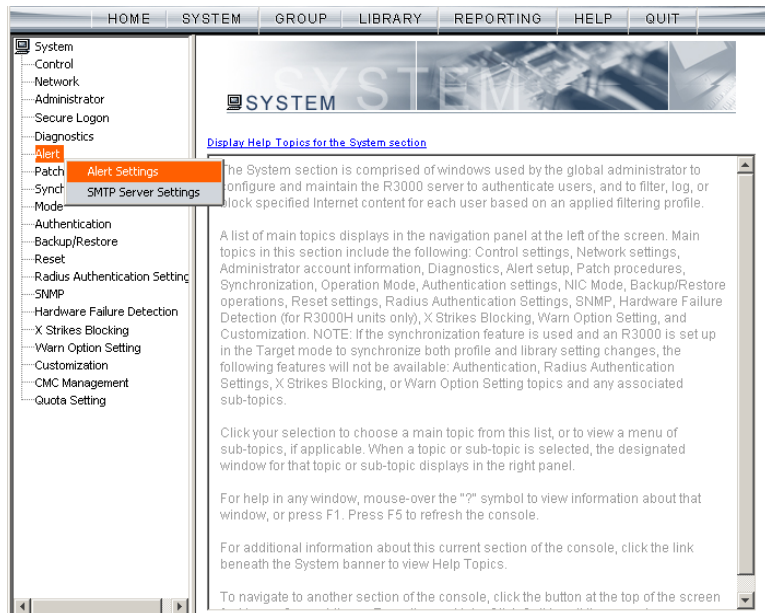 HOME SYSTEM GROUP LIBRARY REPORTING HELP QUIT
System
Control
Network
Administrator
Secure Logon
Diagnostics
Alert
Patch
Alert Settings
Synch
SMTP Server Settings
Mode
Authentication
Backup/Restore
Reset
Radius Authentication Setting
SNMP
Hardware Failure Detection
X Strikes Blocking
Warn Option Setting
Customization
CMC Management
Quota Setting
SYSTEM
SYSTEM
Display Help Topics for the System section
The System section is comprised of windows used by the global administrator to
configure and maintain the R3000 server to authenticate users, and to filter, log, or
block specified Internet content for each user based on an applied filtering profile.
A list of main topics displays in the navigation panel at the left of the screen. Main
topics in this section include the following: Control settings, Network settings,
Administrator account information, Diagnostics, Alert setup, Patch procedures,
Synchronization, Operation Mode, Authentication settings, NIC Mode, Backup/Restore
operations, Reset settings, Radius Authentication Settings, SNMP, Hardware Failure
Detection (for R3000H units only), X Strikes Blocking, Warn Option Setting, and
Customization. NOTE: If the synchronization feature is used and an R3000 is set up
in the Target mode to synchronize both profile and library setting changes, the
following features will not be available: Authentication, Radius Authentication
Settings, X Strikes Blocking, or Warn Option Setting topics and any associated
sub-topics.
Click your selection to choose a main topic from this list, or to view a menu of
sub-topics, if applicable. When a topic or sub-topic is selected, the designated
window for that topic or sub-topic displays in the right panel.
For help in any window, mouse-over the "?" symbol to view information about that
window, or press F1. Press F5 to refresh the console.
For additional information about this current section of the console, click the link
beneath the System banner to view Help Topics.
To navigate to another section of the console, click the button at the top of the screen